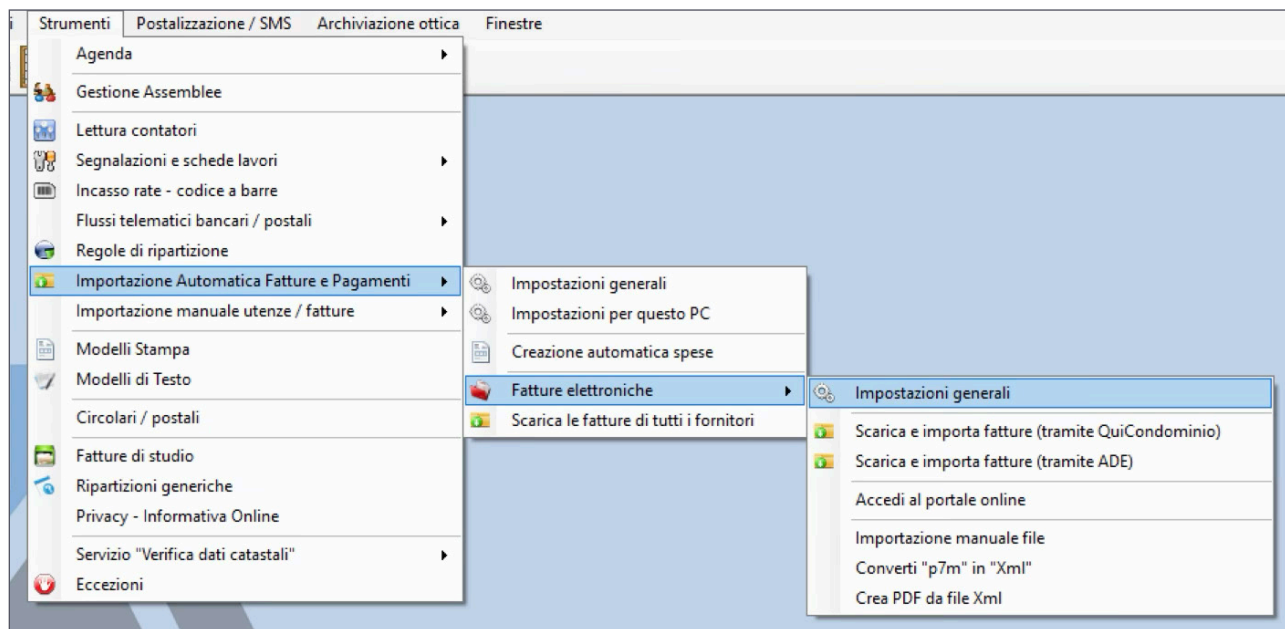 Strumenti Postalizzazione / SMS Archiviazione ottica Finestre
Agenda
Gestione Assemblee
Lettura contatori
Segnalazioni e schede lavori
Incasso rate - codice a barre
Flussi telematici bancari / postali
Regole di ripartizione
Importazione Automatica Fatture e Pagamenti
Importazione manuale utenze / fatture
Modelli Stampa
Modelli di Testo
Circolari / postali
Fatture di studio
Ripartizioni generiche
Privacy - Informativa Online
Servizio "Verifica dati catastali"
Eccezioni
Impostazioni generali
Impostazioni per questo PC
Creazione automatica spese
Fatture elettroniche
Scarica le fatture di tutti i fornitori
Impostazioni generali
Scarica e importa fatture (tramite QuiCondominio)
Scarica e importa fatture (tramite ADE)
Accedi al portale online
Importazione manuale file
Converti "p7m" in "Xml"
Crea PDF da file Xml